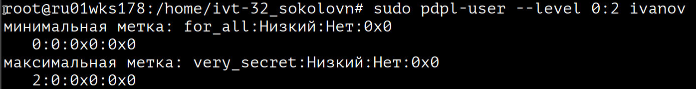 root@ru01wks178:/home/ivt-32_sokolovn# sudo pdpl-user --level 0:2 ivanov
минимальная метка: for_all:Низкий:Нет:0x0
0:0:0x0:0x0
максимальная метка: very_secret:Низкий:Нет:0x0
2:0:0x0:0x0